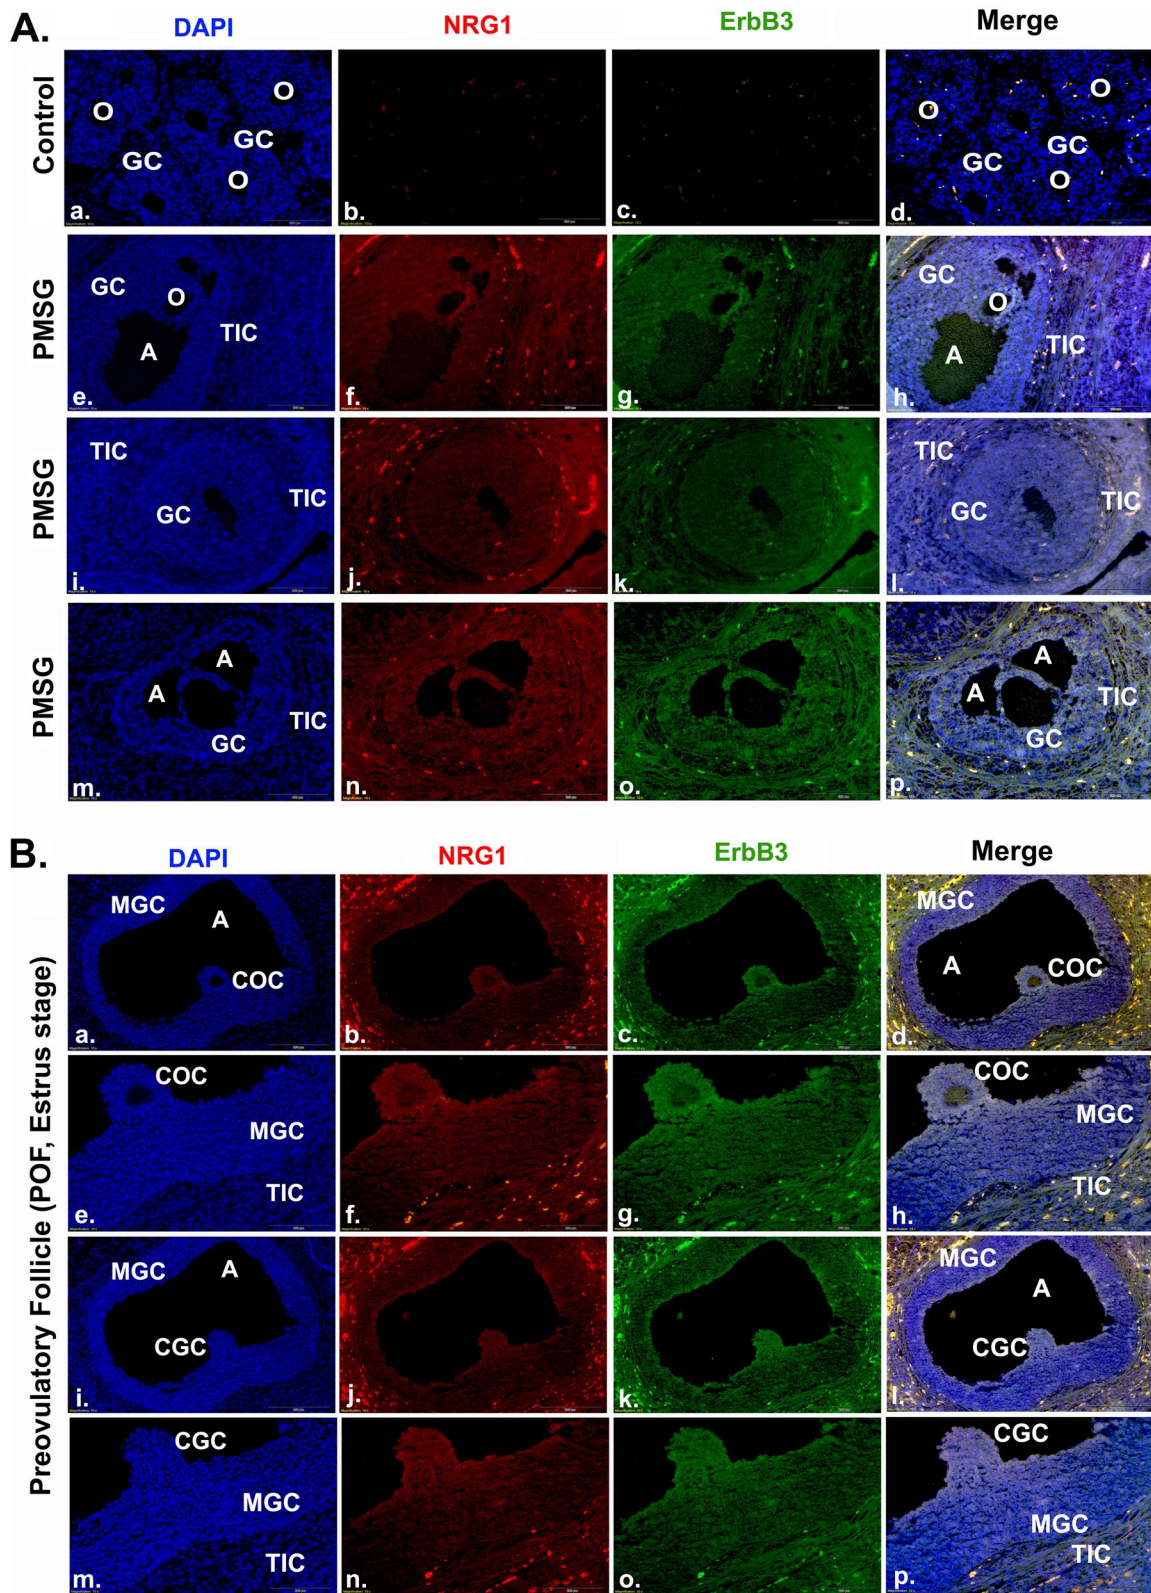 A.
DAPI NRG1 ErbB3 Merge
Control
O O GC GC O a.
b.
c.
O O GC GC O d.
PMSG
GC O TIC A e.
f.
g.
GC O TIC A h.
PMSG
TIC TIC GC i.
j.
k.
TIC TIC GC l.
PMSG
A A TIC GC m.
n.
o.
A A TIC GC p.
B.
DAPI NRG1 ErbB3 Merge
Preovulatory Follicle (POF, Estrus stage)
MGC A COC a.
b.
c.
MGC A COC d.
COC MGC TIC e.
f.
g.
COC MGC TIC h.
MGC A CGC i.
j.
k.
MGC A CGC l.
CGC MGC TIC m.
n.
o.
CGC MGC TIC p.